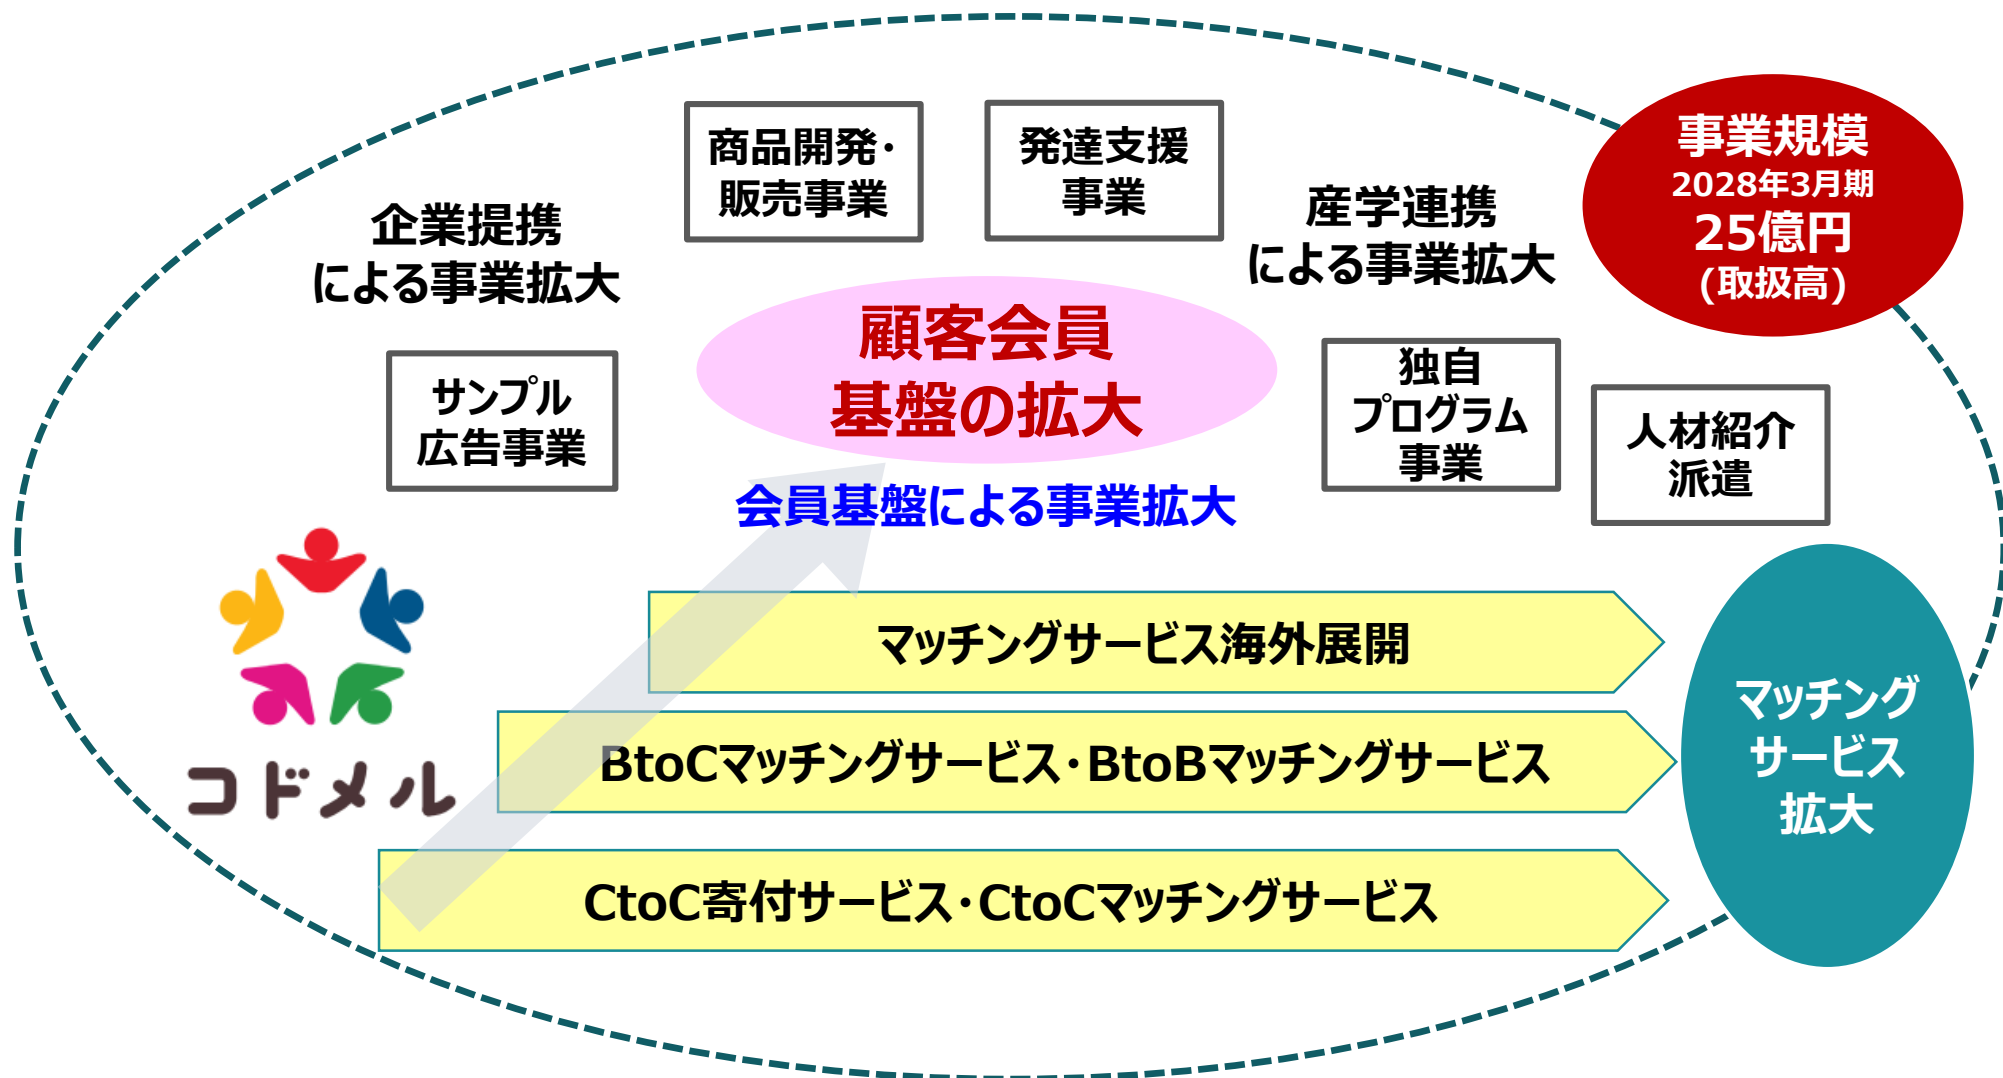 商品開発・
販売事業
発達支援
事業
事業規模
2028年3月期
25億円
(取扱高)
企業提携
による事業拡大
産学連携
による事業拡大
顧客会員
基盤の拡大
サンプル
広告事業
独自
プログラム
事業
人材紹介
派遣
会員基盤による事業拡大
コドメル
マッチングサービス海外展開
BtoCマッチングサービス・BtoBマッチングサービス
CtoC寄付サービス・CtoCマッチングサービス
マッチング
サービス
拡大